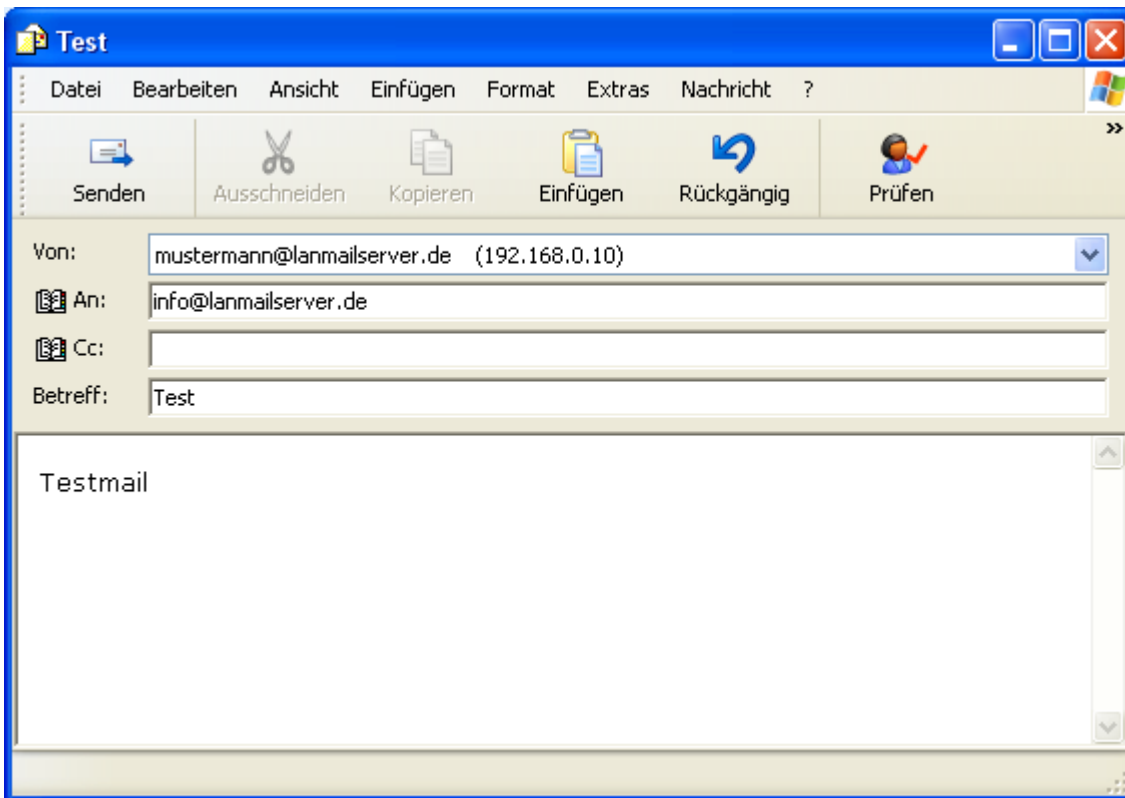 Test
Datei Bearbeiten Ansicht Einfügen Format Extras Nachricht ?
Senden Ausschneiden Kopieren Einfügen Rückgängig Prüfen »
Von: mustermann@lanmailserver.de (192.168.0.10)
An: info@lanmailserver.de
Cc:
Betreff: Test
Testmail